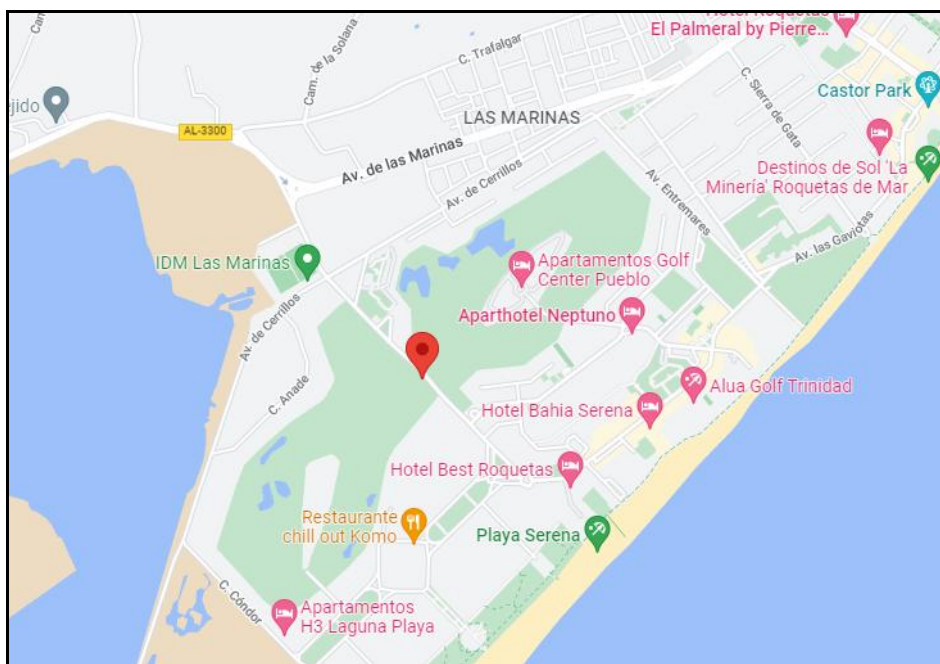 Hotel Roquetas
El Palmeral by Pierre...
Cam. de la Solana
C. Trafalgar
Castor Park
ejido
C. Sierra de Gata
LAS MARINAS
AL-3300
Av. de las Marinas
Destinos de Sol 'La
Minería' Roquetas de Mar
Av. de Cerrillos
Av. Entremares
Av. las Gaviotas
IDM Las Marinas
Apartamentos Golf
Center Pueblo
Aparthotel Neptuno
Av. de Cerrillos
C. Anade
Alua Golf Trinidad
Hotel Bahia Serena
Hotel Best Roquetas
Restaurante
chill out Komo
Playa Serena
C. Cóndor
Apartamentos
H3 Laguna Playa